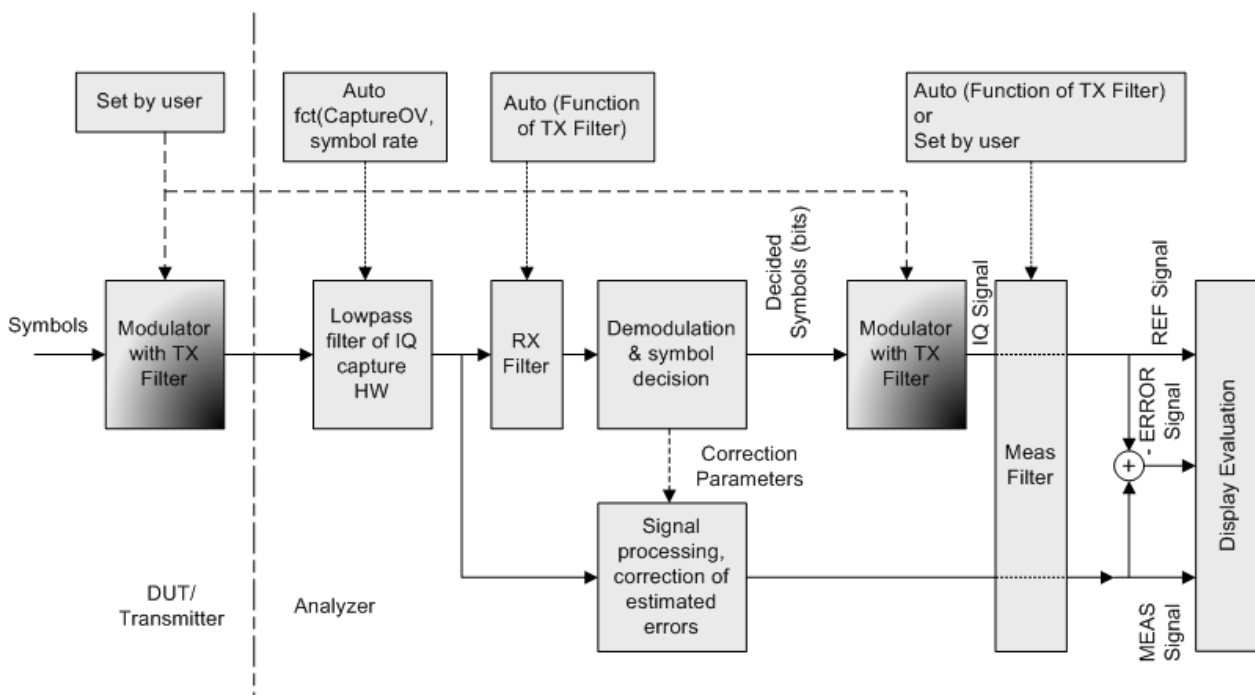 Set by user
Auto
fct(CaptureOV,
symbol rate
Auto (Function
of TX Filter)
Auto (Function of TX Filter)
or
Set by user
Symbols
Modulator
with TX
Filter
Lowpass
filter of IQ
capture
HW
RX
Filter
Demodulation
& symbol
decision
Decided
Symbols (bits)
Modulator
with TX
Filter
IQ Signal
Meas
Filter
REF Signal
- ERROR
Signal
+
MEAS
Signal
Display Evaluation
Correction
Parameters
Signal
processing,
correction of
estimated
errors
DUT/
Transmitter
Analyzer